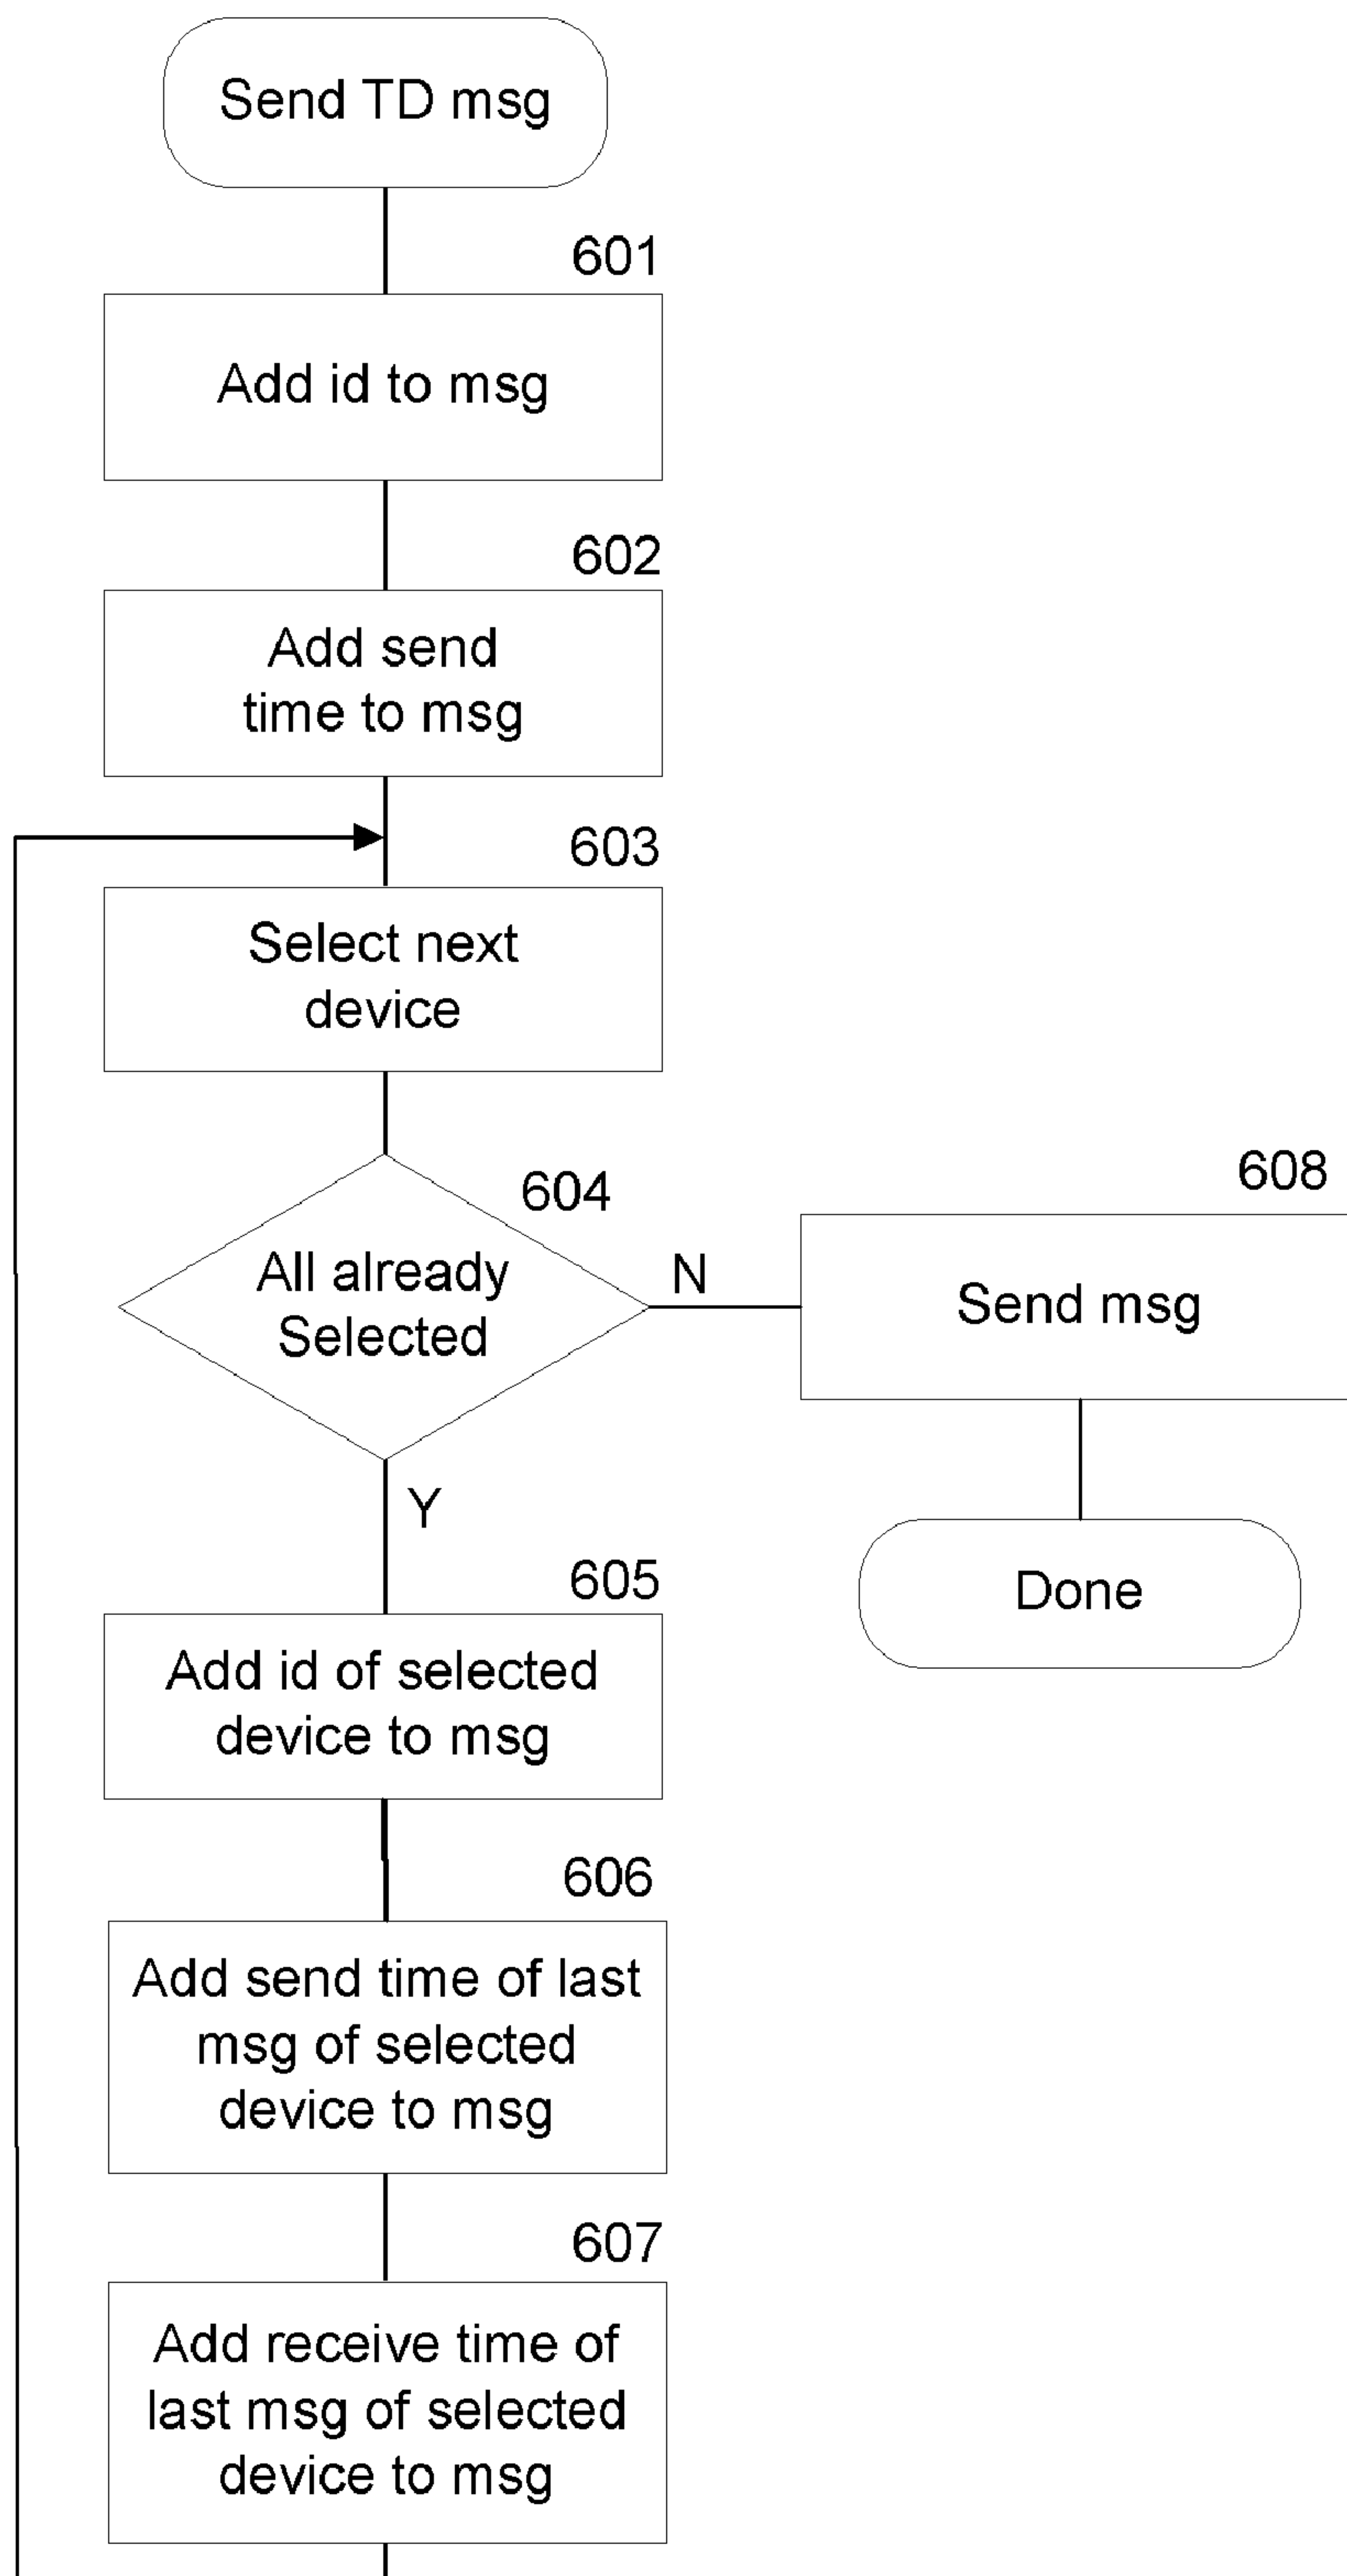 Send TD msg
601
Add id to msg
602
Add send
time to msg
603
Select next
device
604
All already
Selected
N
608
Send msg
Y
Done
605
Add id of selected
device to msg
606
Add send time of last
msg of selected
device to msg
607
Add receive time of
last msg of selected
device to msg